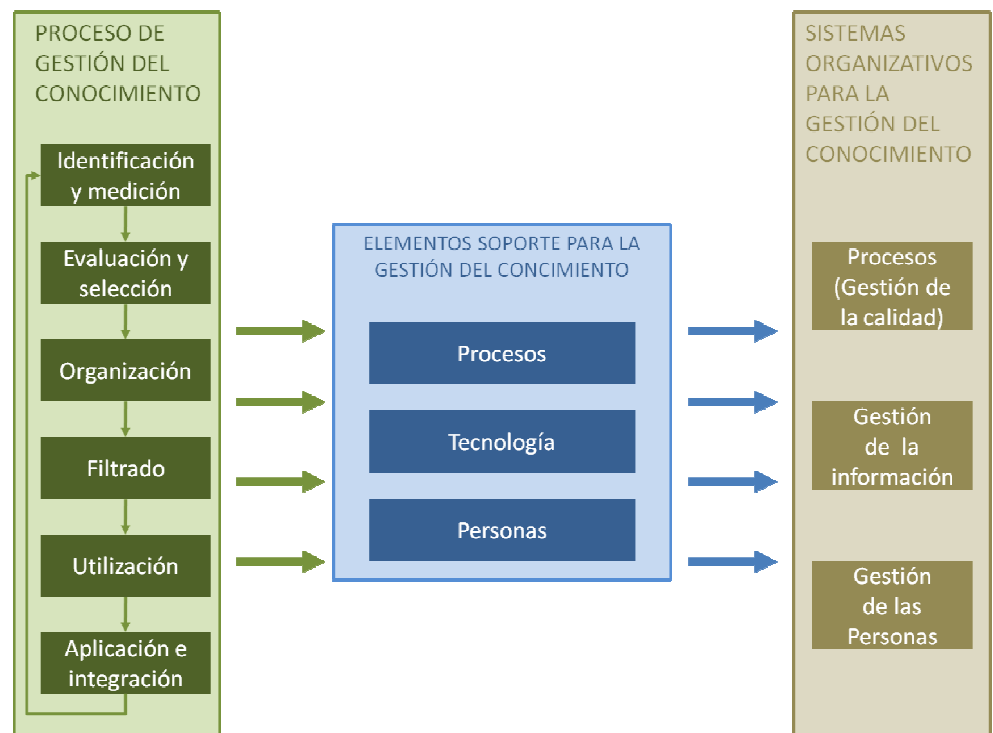 PROCESO DE
GESTIÓN DEL
CONOCIMIENTO
Identificación
y medición
Evaluación y
selección
Organización
Filtrado
Utilización
Aplicación e
integración
ELEMENTOS SOPORTE PARA LA
GESTIÓN DEL CONCIMIENTO
Procesos
Tecnología
Personas
SISTEMAS
ORGANIZATIVOS
PARA LA
GESTIÓN DEL
CONOCIMIENTO
Procesos
(Gestión de
la calidad)
Gestión
de la
información
Gestión
de las
Personas